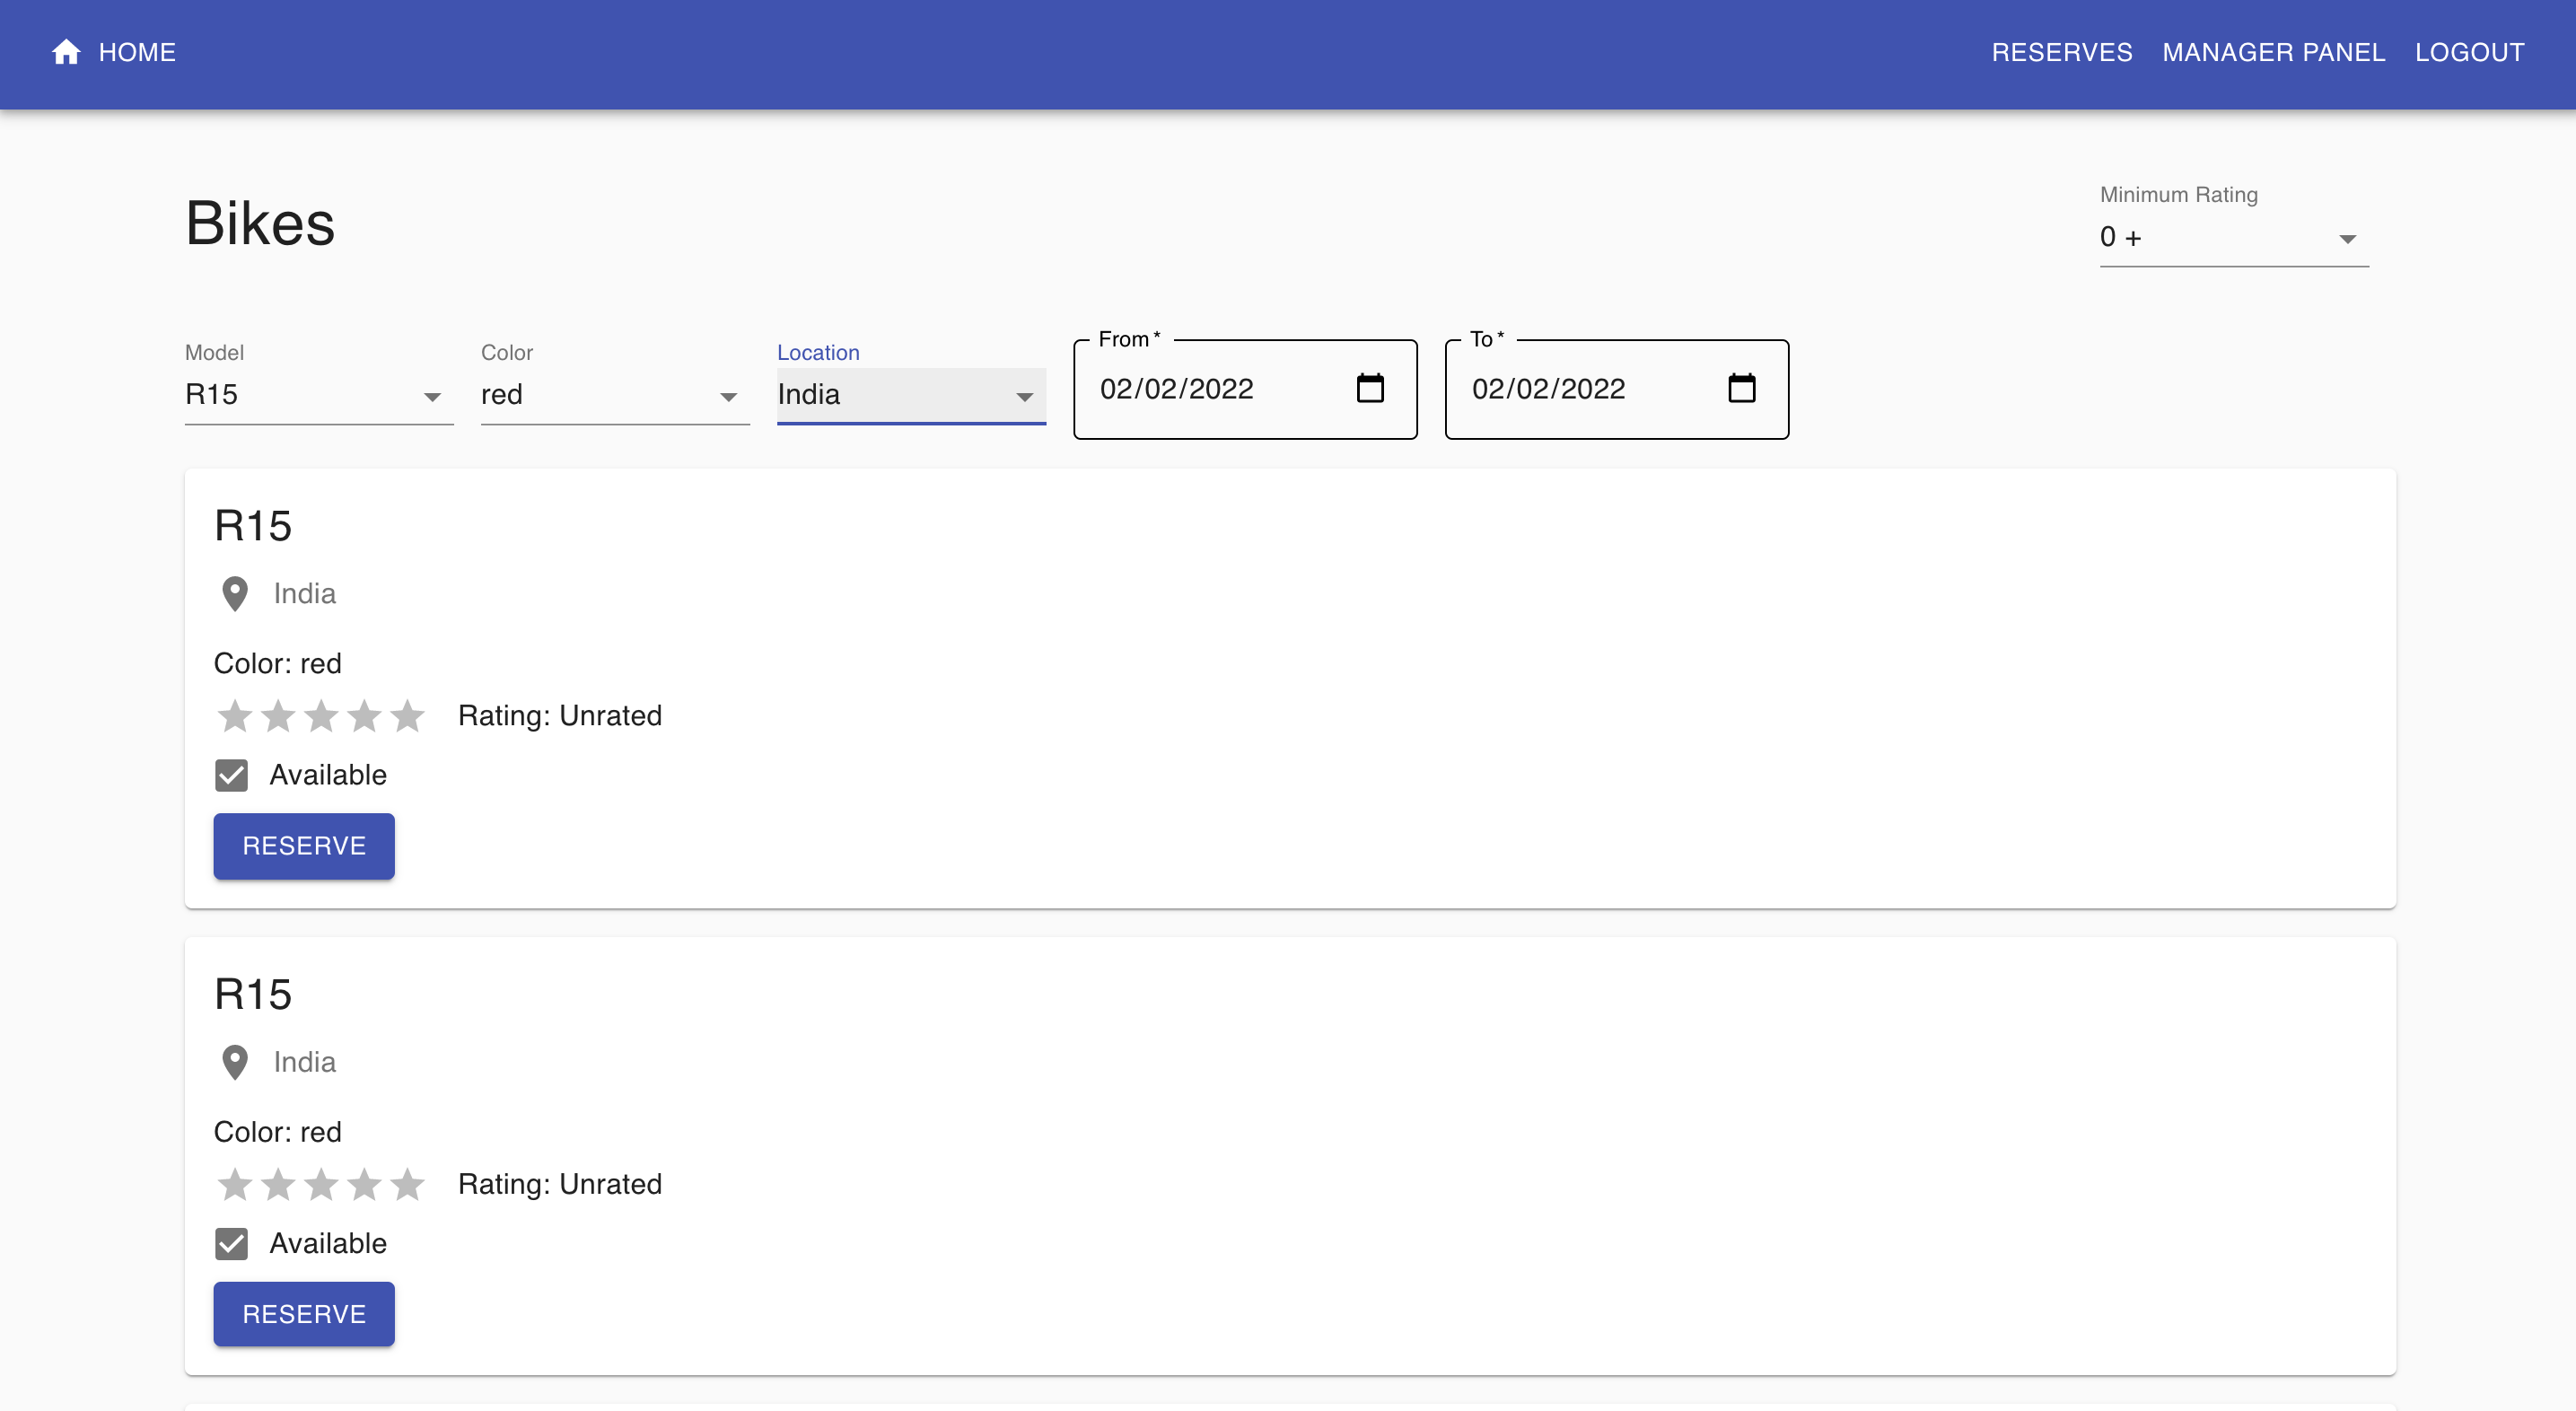 HOME RESERVES MANAGER PANEL LOGOUT
Bikes
Minimum Rating
0 +
Model Color Location From * To *
R15 red India 02/02/2022 02/02/2022
R15
India
Color: red
Rating: Unrated
Available
RESERVE
R15
India
Color: red
Rating: Unrated
Available
RESERVE